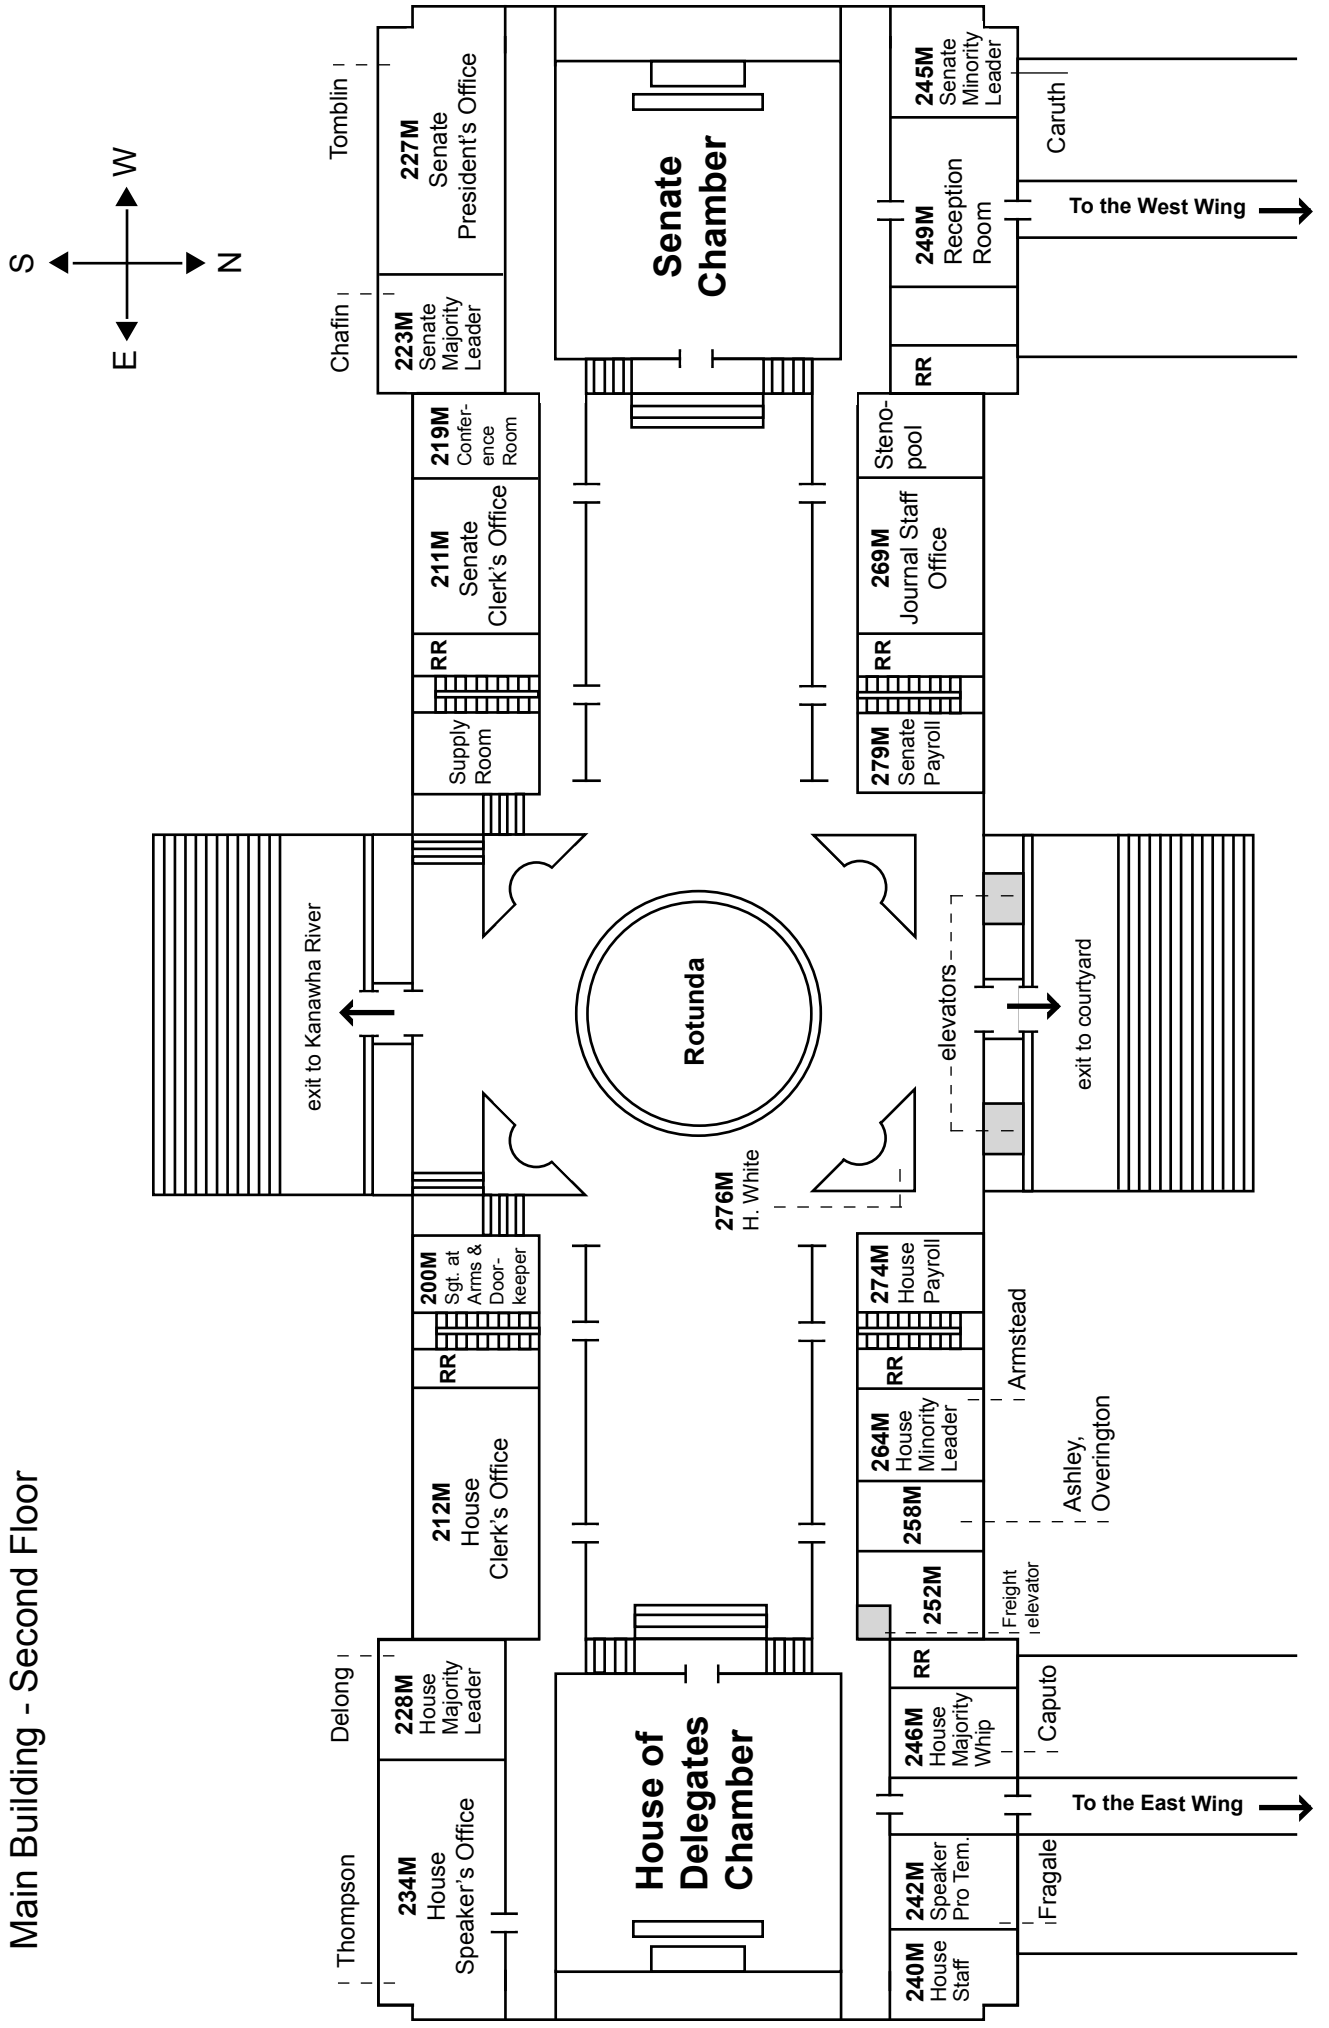 Main Building - Second Floor
S
E
W
N
Thompson
234M
House
Speaker's Office
Delong
228M
House
Majority
Leader
212M
House
Clerk's Office
RR
200M
Sgt. at
Arms &
Door-
keeper
exit to Kanawha River
Supply
Room
RR
211M
Senate
Clerk's Office
219M
Confer-
ence
Room
Chafin
223M
Senate
Majority
Leader
Tomblin
227M
Senate
President's Office
House of
Delegates
Chamber
276M
H. White
Rotunda
Senate
Chamber
240M
House
Staff
242M
Speaker
Pro Tem.
Fragale
To the East Wing
246M
House
Majority
Whip
Caputo
RR
252M
Freight
elevator
258M
Ashley,
Overington
264M
House
Minority
Leader
Armstead
RR
274M
House
Payroll
elevators
exit to courtyard
279M
Senate
Payroll
RR
269M
Journal Staff
Office
Steno-
pool
RR
249M
Reception
Room
To the West Wing
245M
Senate
Minority
Leader
Caruth